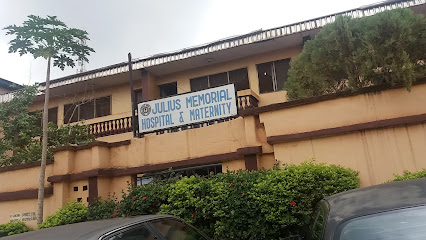 JULIUS MEMORIAL
HOSPITAL & MATERNITY